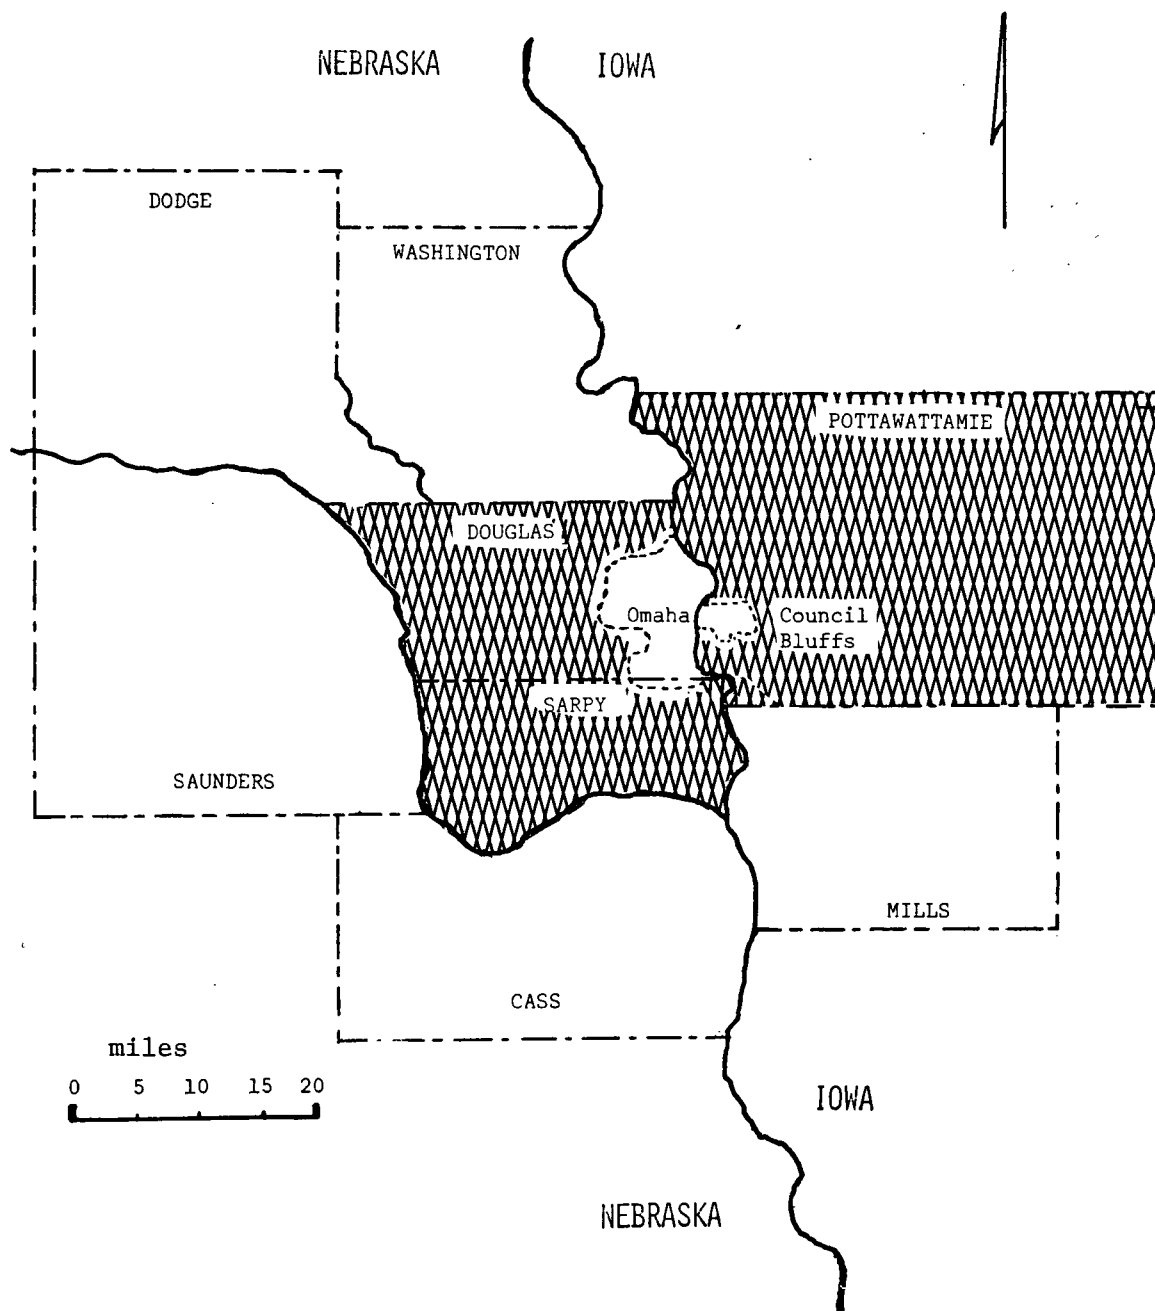 NEBRASKA
IOWA
DODGE
WASHINGTON
POTTAWATTAMIE
DOUGLAS
Omaha
Council
Bluffs
SARPY
SAUNDERS
MILLS
CASS
miles
0 5 10 15 20
IOWA
NEBRASKA